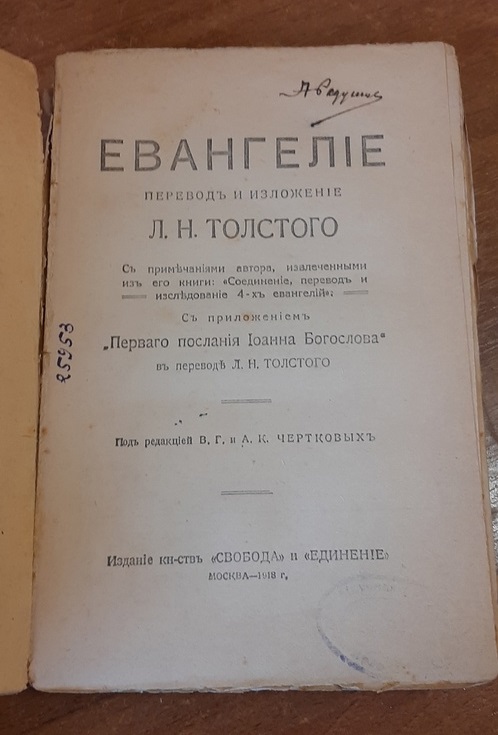 ЕВАНГЕЛІЕ
ПЕРЕВОДЪ И ИЗЛОЖЕНІЕ
Л. Н. ТОЛСТОГО
Съ примѣчаніями автора, извлеченными
изъ его книги: «Соединеніе, переводъ и
изслѣдованіе 4-хъ евангелій».
Съ приложеніемъ
„Перваго посланія Іоанна Богослова“
въ переводѣ Л. Н. ТОЛСТОГО
25953
Подъ редакціей В. Г. и А. К. ЧЕРТКОВЫХЪ
Изданіе кн-ствъ «СВОБОДА» и «ЕДИНЕНІЕ»
МОСКВА—1918 г.